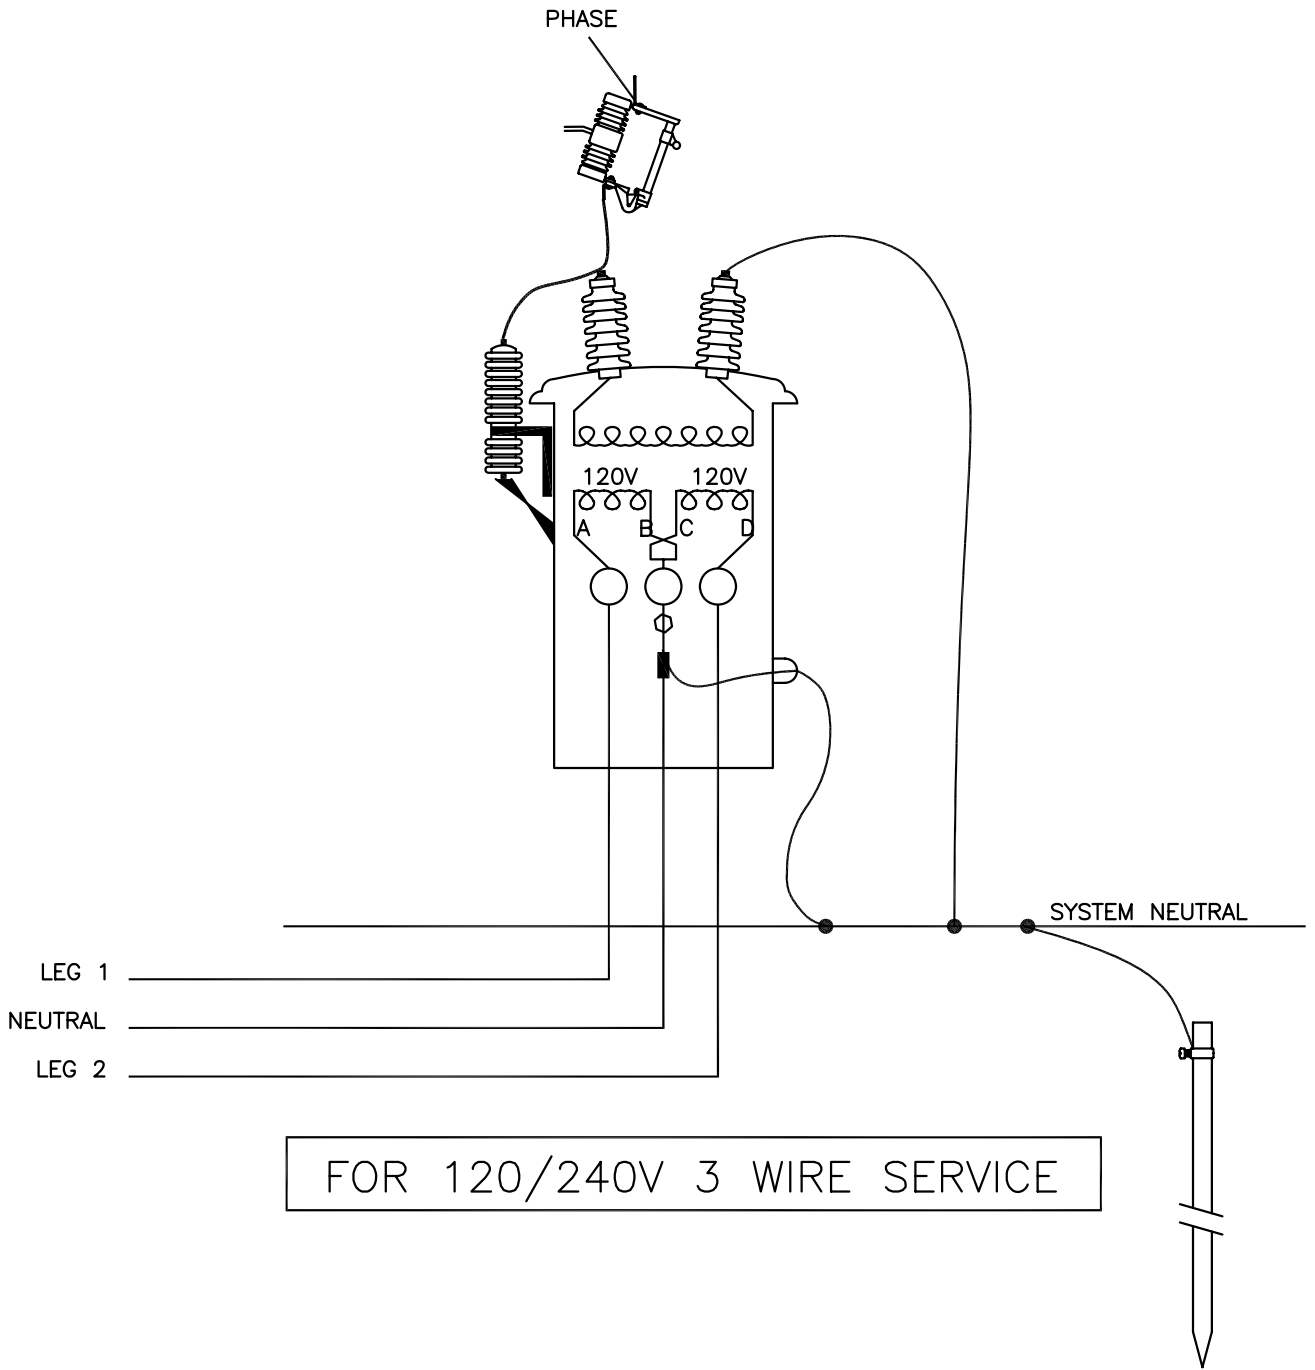 PHASE
120V 120V
A B C D
SYSTEM NEUTRAL
LEG 1
NEUTRAL
LEG 2
FOR 120/240V 3 WIRE SERVICE